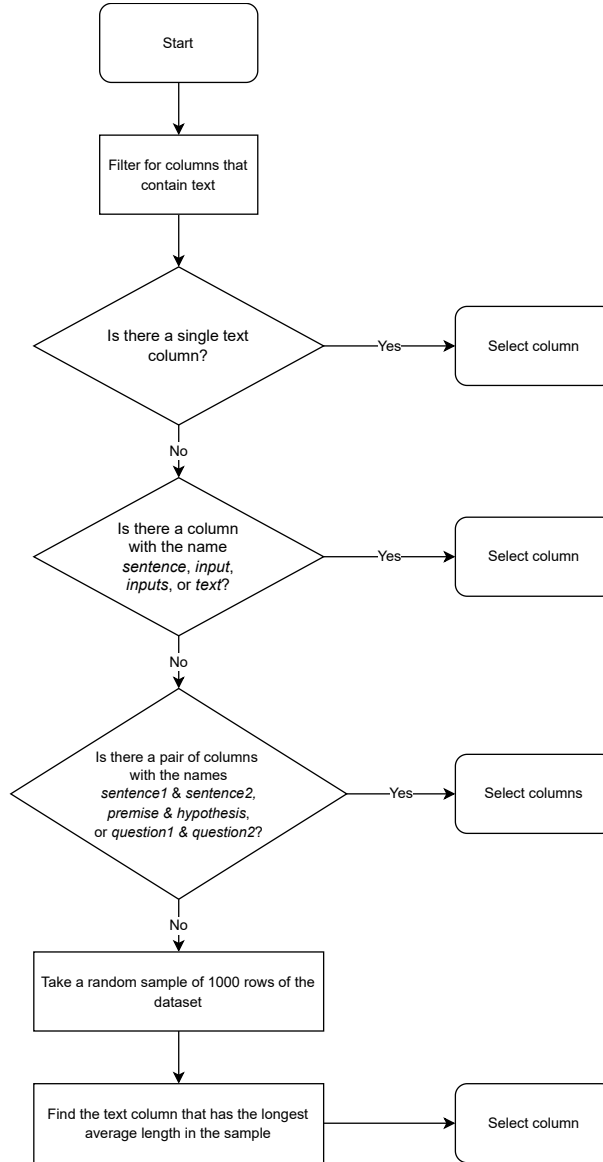 Start
Filter for columns that
contain text
Is there a single text
column?
Yes
Select column
No
Is there a column
with the name
sentence, input,
inputs, or text?
Yes
Select column
No
Is there a pair of columns
with the names
sentence1 & sentence2,
premise & hypothesis,
or question1 & question2?
Yes
Select columns
No
Take a random sample of 1000 rows of the
dataset
Find the text column that has the longest
average length in the sample
Select column